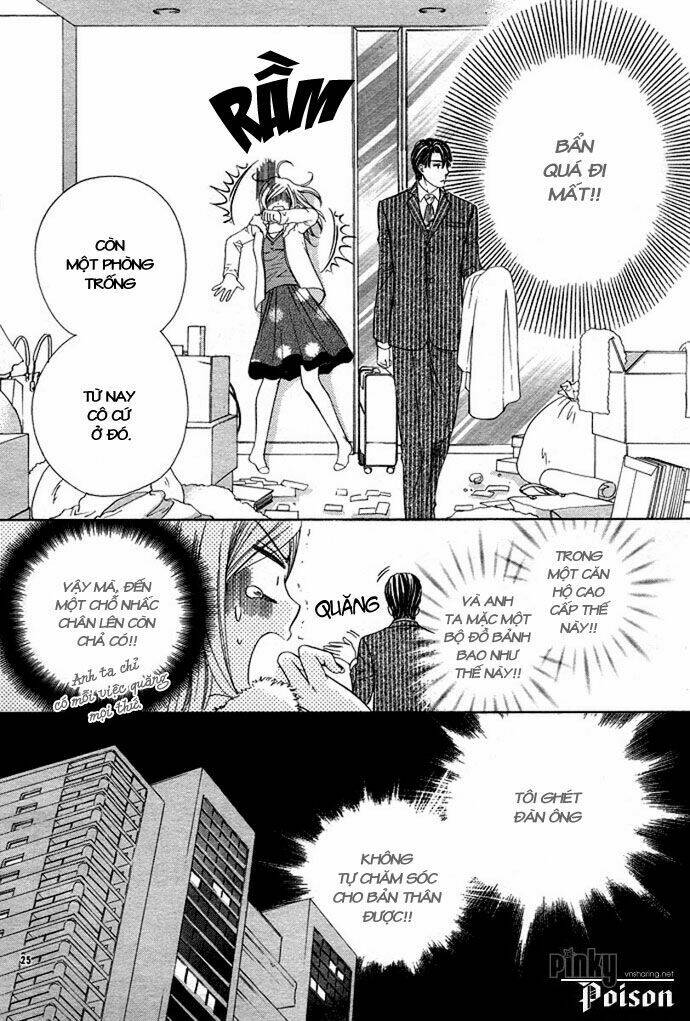 RẦM
BẨN
QUÁ ĐI
MẤT!!
CÒN
MỘT PHÒNG
TRỐNG
TỪ NAY
CÔ CỨ
Ở ĐÓ.
TRONG
MỘT CĂN
HỘ CAO
CẤP THẾ
NÀY!!
VÀ ANH
TA MẶC MỘT
BỘ ĐỒ BẢNH
BAO NHƯ
THẾ NÀY!!
QUĂNG
VẬY MÀ, ĐẾN
MỘT CHỖ NHẤC
CHÂN LÊN CÒN
CHẢ CÓ!!
Anh ta chỉ
có mỗi việc quăng
mọi thứ.
TÔI GHÉT
ĐÀN ÔNG
KHÔNG
TỰ CHĂM SÓC
CHO BẢN THÂN
ĐƯỢC!!
25
Pinky
vnsharing.net
Poison